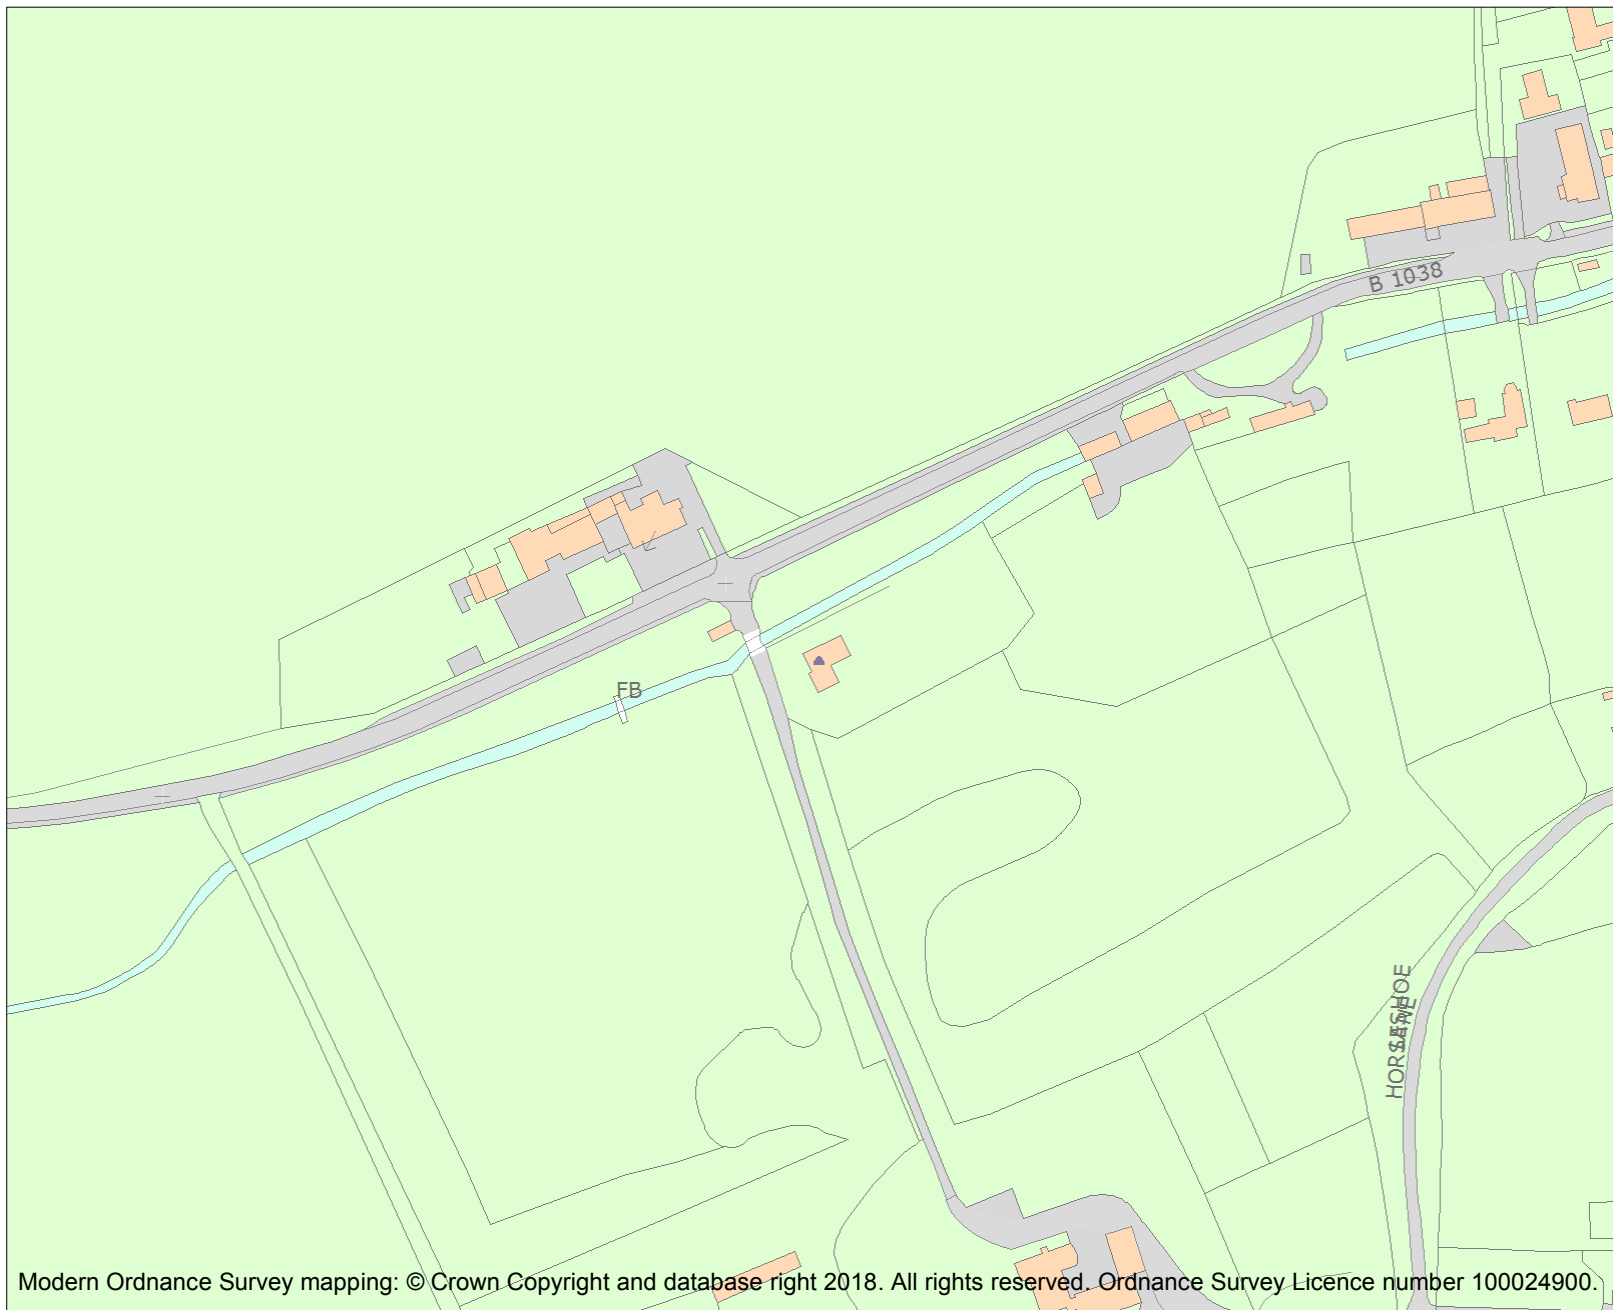 B 1038
FB
HORSESHOE
LANE
Modern Ordnance Survey mapping: © Crown Copyright and database right 2018. All rights reserved. Ordnance Survey Licence number 100024900.